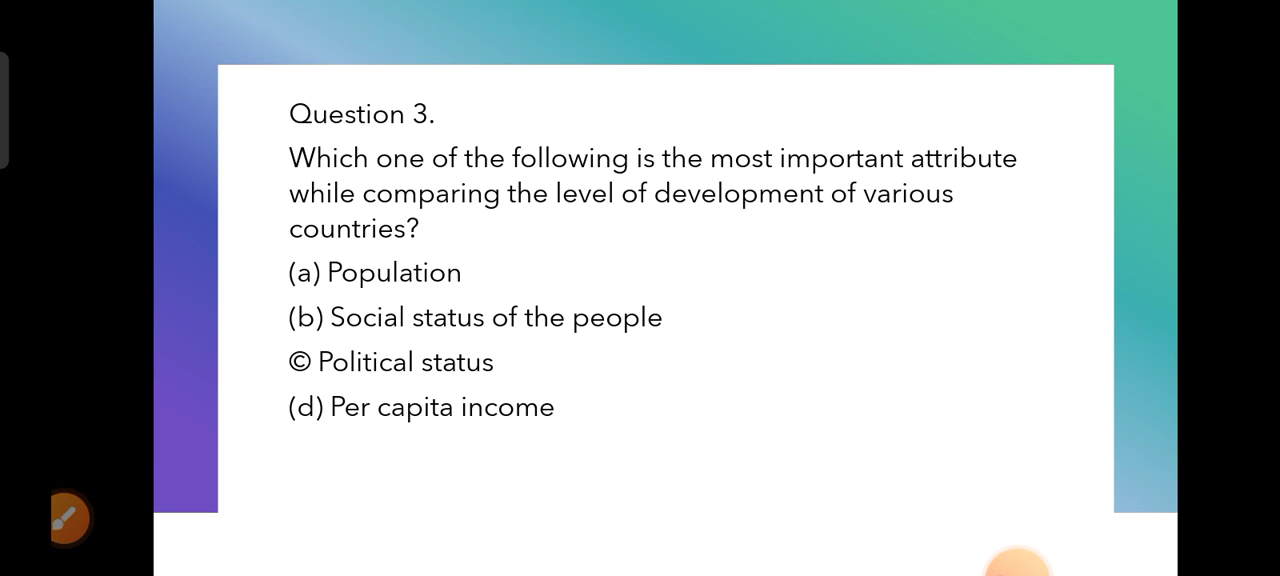 Question 3.
Which one of the following is the most important attribute
while comparing the level of development of various
countries?
(a) Population
(b) Social status of the people
© Political status
(d) Per capita income